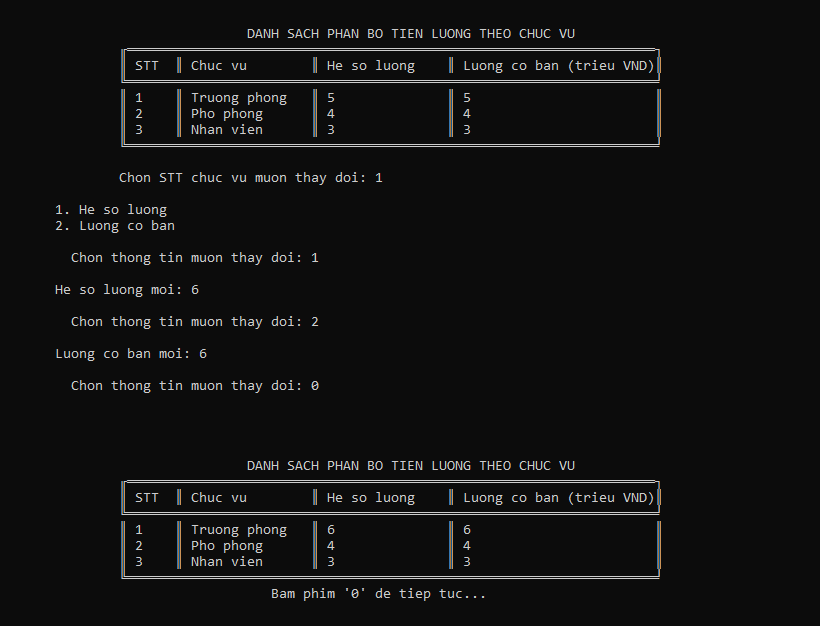 DANH SACH PHAN BO TIEN LUONG THEO CHUC VU
STT Chuc vu He so luong Luong co ban (trieu VND)
1 Truong phong 5 5
2 Pho phong 4 4
3 Nhan vien 3 3
Chon STT chuc vu muon thay doi: 1
1. He so luong
2. Luong co ban
Chon thong tin muon thay doi: 1
He so luong moi: 6
Chon thong tin muon thay doi: 2
Luong co ban moi: 6
Chon thong tin muon thay doi: 0
DANH SACH PHAN BO TIEN LUONG THEO CHUC VU
STT Chuc vu He so luong Luong co ban (trieu VND)
1 Truong phong 6 6
2 Pho phong 4 4
3 Nhan vien 3 3
Bam phim '0' de tiep tuc...